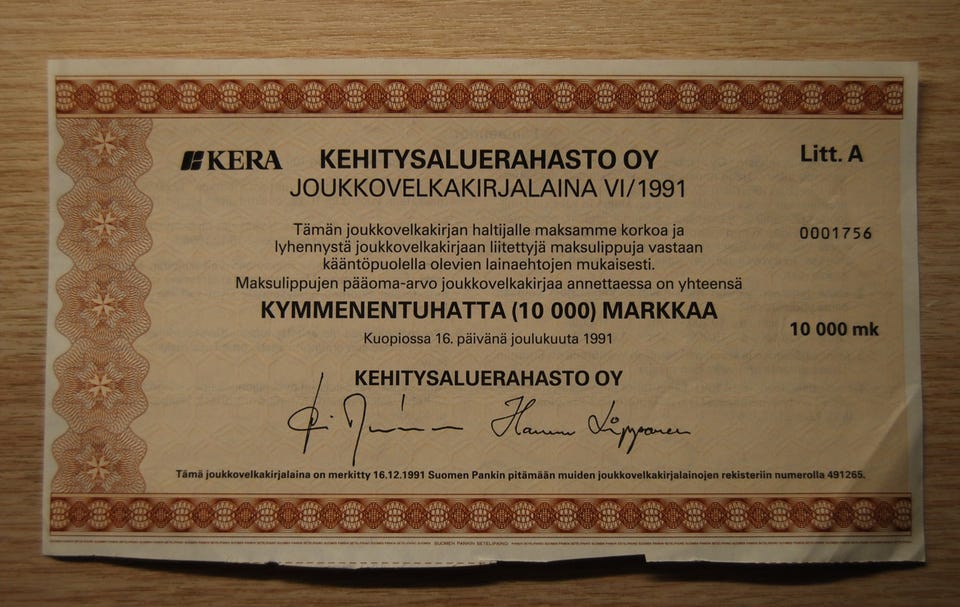 KERA KEHITYSALUERAHASTO OY Litt. A
JOUKKOVELKAKIRJALAINA VI/1991
Tämän joukkovelkakirjan haltijalle maksamme korkoa ja
0001756
lyhennystä joukkovelkakirjaan liitettyjä maksulippuja vastaan
kääntöpuolella olevien lainaehtojen mukaisesti.
Maksulippujen pääoma-arvo joukkovelkakirjaa annettaessa on yhteensä
KYMMENENTUHATTA (10 000) MARKKAA
10 000 mk
Kuopiossa 16. päivänä joulukuuta 1991
KEHITYSALUERAHASTO OY
Tämä joukkovelkakirjalaina on merkitty 16.12.1991 Suomen Pankin pitämään muiden joukkovelkakirjalainojen rekisteriin numerolla 491265.
SUOMEN PANKIN SETELIPAINO